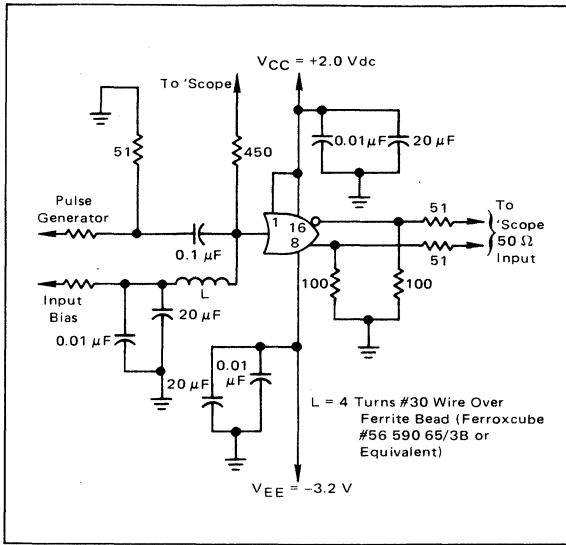 VCC = +2.0 Vdc
To 'Scope
0.01 µF
20 µF
51
450
1
16
8
Pulse
Generator
0.1 µF
51
51
To
'Scope
50 Ω
Input
L
Input
Bias
20 µF
0.01 µF
100
100
20 µF
0.01
µF
L = 4 Turns #30 Wire Over
Ferrite Bead (Ferroxcube
#56 590 65/3B or
Equivalent)
VEE = –3.2 V